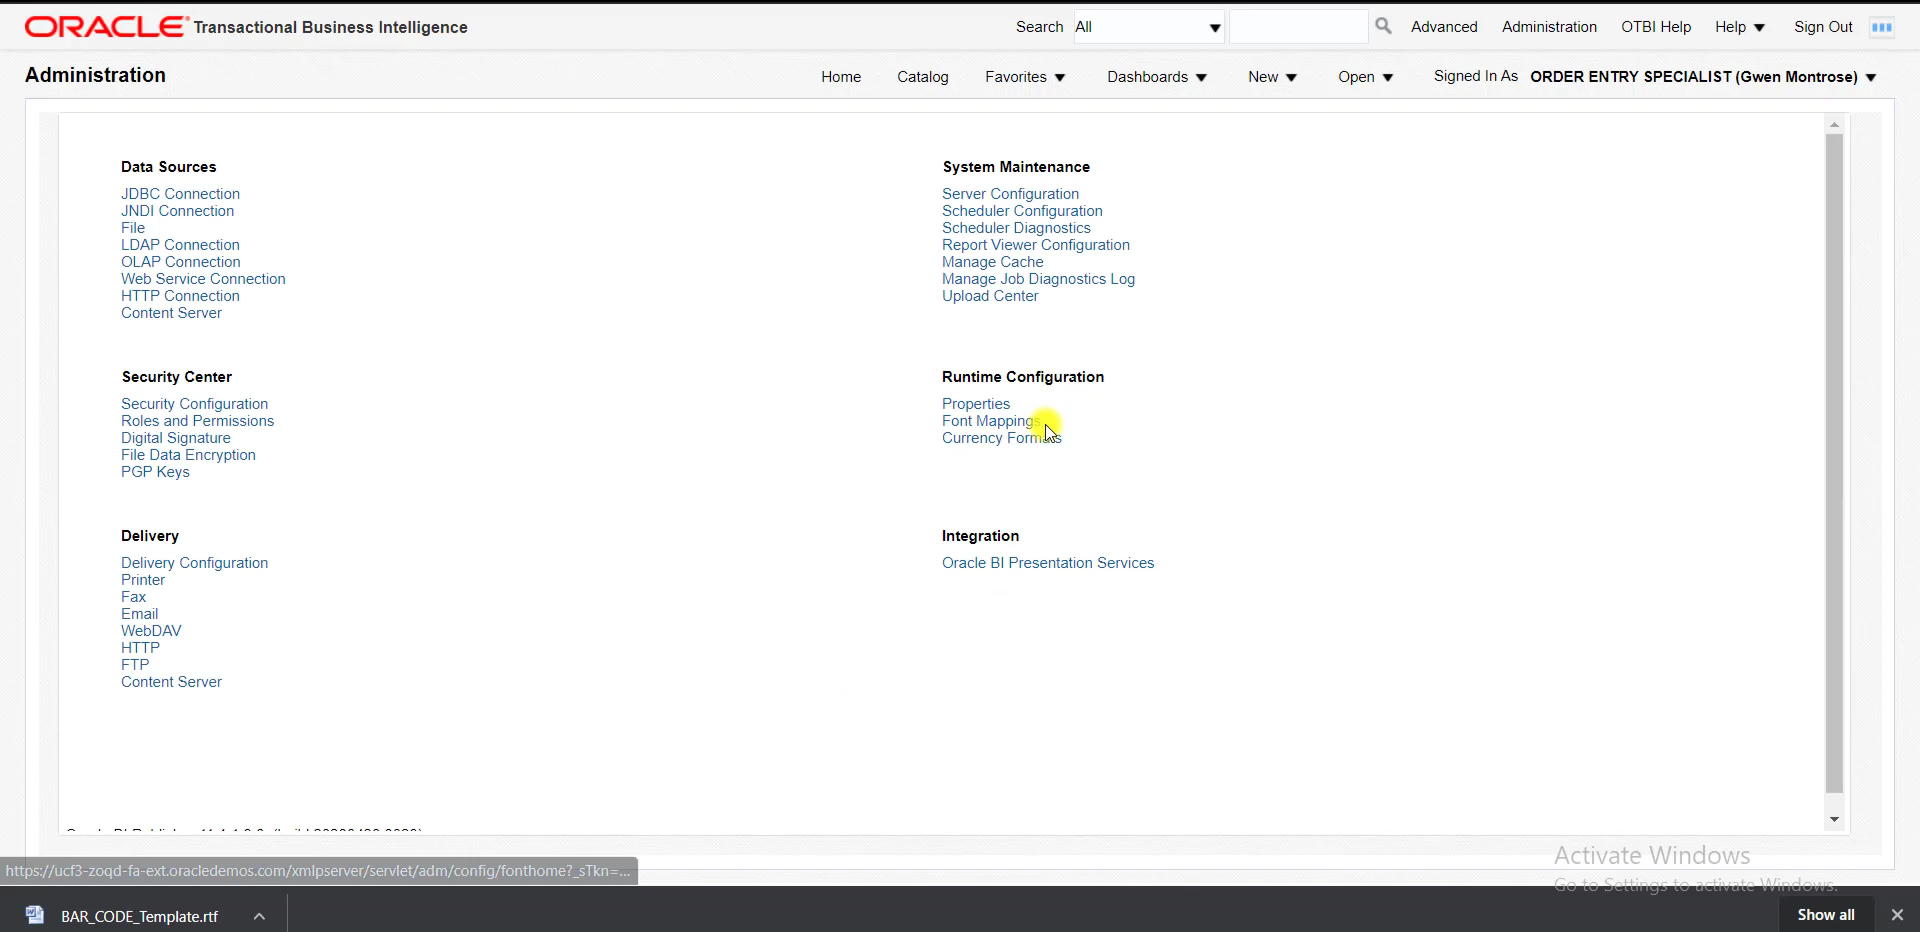 ORACLE Transactional Business Intelligence
Search All Advanced Administration OTBI Help Help Sign Out
Administration
Home Catalog Favorites Dashboards New Open Signed In As ORDER ENTRY SPECIALIST (Gwen Montrose)
Data Sources
JDBC Connection
JNDI Connection
File
LDAP Connection
OLAP Connection
Web Service Connection
HTTP Connection
Content Server
System Maintenance
Server Configuration
Scheduler Configuration
Scheduler Diagnostics
Report Viewer Configuration
Manage Cache
Manage Job Diagnostics Log
Upload Center
Security Center
Security Configuration
Roles and Permissions
Digital Signature
File Data Encryption
PGP Keys
Runtime Configuration
Properties
Font Mappings
Currency Formats
Delivery
Delivery Configuration
Printer
Fax
Email
WebDAV
HTTP
FTP
Content Server
Integration
Oracle BI Presentation Services
https://ucf3-zoqd-fa-ext.oracledemos.com/xmlpserver/servlet/adm/config/fonthome?_sTkn=...
Activate Windows
Go to Settings to activate Windows.
BAR_CODE_Template.rtf
Show all